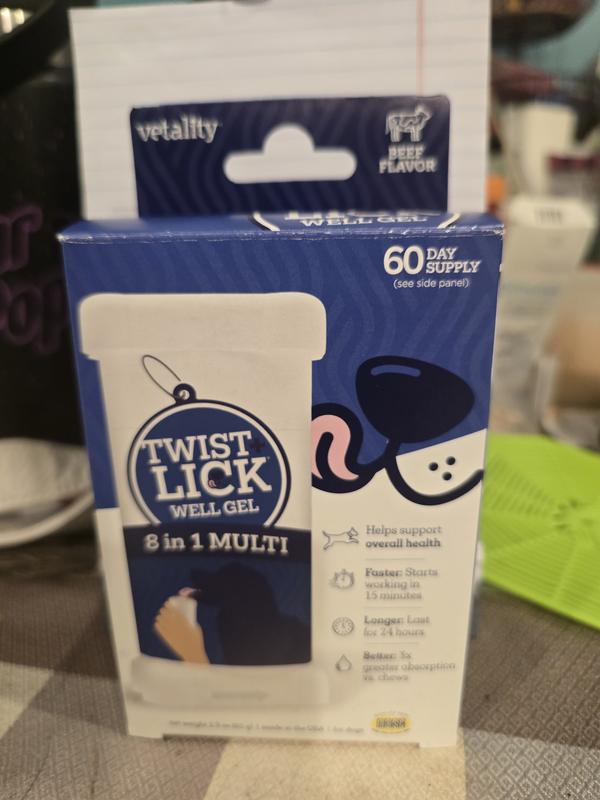 vetality
BEEF
FLAVOR
WELL GEL
60 DAY
SUPPLY
(see side panel)
TWIST
LICK
WELL GEL
8 in 1 MULTI
Helps support
overall health
Faster: Starts
working in
15 minutes
Longer: Last
for 24 hours
Better: 3x
greater absorption
vs. chews